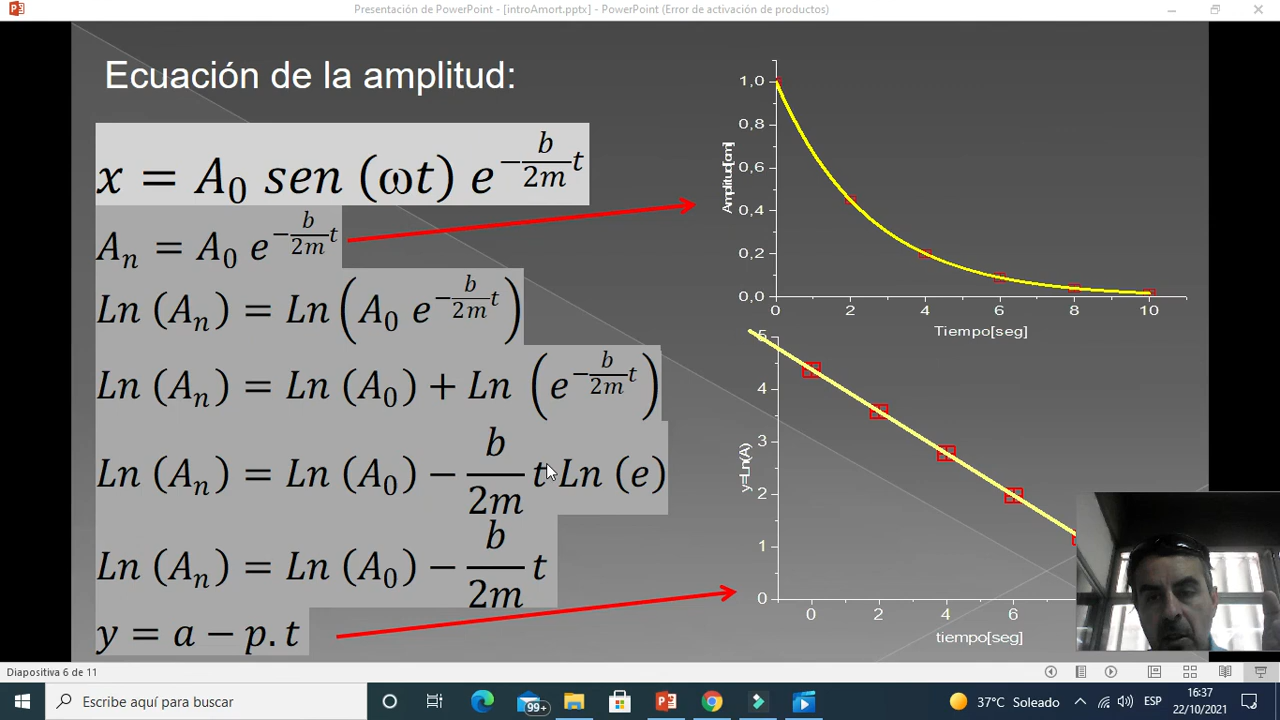 Presentación de PowerPoint - [introAmort.pptx] - PowerPoint (Error de activación de productos)
Ecuación de la amplitud:
x = A₀ sen (ωt) e^(-b/2m t)
Aₙ = A₀ e^(-b/2m t)
Ln (Aₙ) = Ln (A₀ e^(-b/2m t))
Ln (Aₙ) = Ln (A₀) + Ln (e^(-b/2m t))
Ln (Aₙ) = Ln (A₀) − b/2m t Ln (e)
Ln (Aₙ) = Ln (A₀) − b/2m t
y = a − p.t
Amplitud[cm]
1,0
0,8
0,6
0,4
0,2
0,0
0 2 4 6 8 10
Tiempo[seg]
y=Ln(A)
5
4
3
2
1
0
0 2 4 6
tiempo[seg]
Diapositiva 6 de 11
Escribe aquí para buscar
99+
37°C Soleado
ESP
16:37
22/10/2021